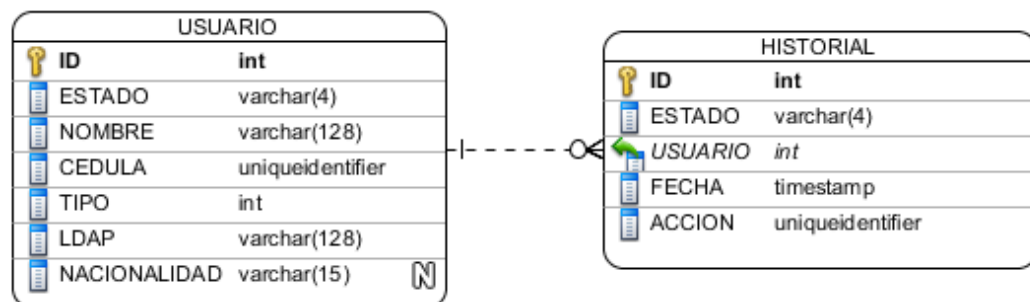 USUARIO
ID int
ESTADO varchar(4)
NOMBRE varchar(128)
CEDULA uniqueidentifier
TIPO int
LDAP varchar(128)
NACIONALIDAD varchar(15) N
HISTORIAL
ID int
ESTADO varchar(4)
USUARIO int
FECHA timestamp
ACCION uniqueidentifier